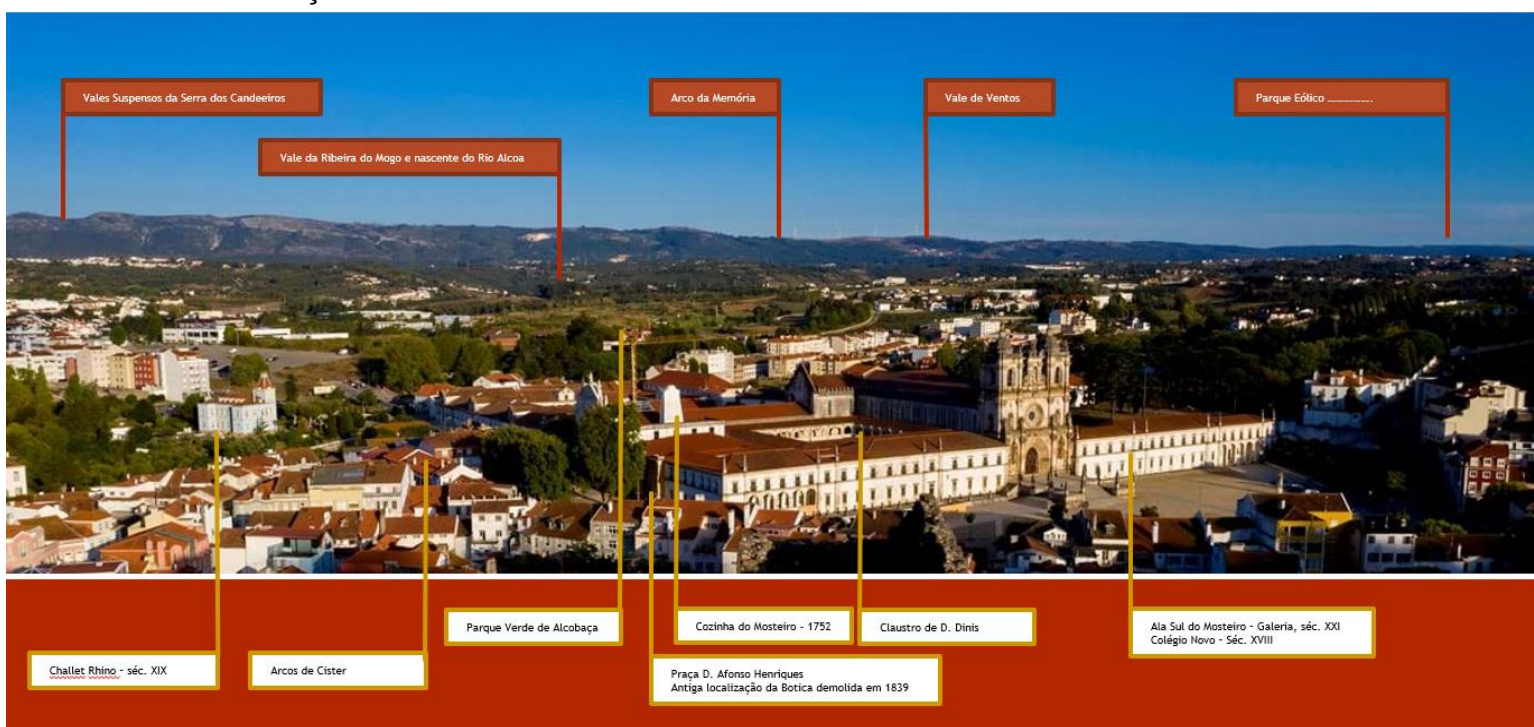 Vales Suspensos da Serra dos Candeeiros
Arco da Memória
Vale de Ventos
Parque Eólico .................
Vale da Ribeira do Mogo e nascente do Rio Alcoa
Parque Verde de Alcobaça
Cozinha do Mosteiro - 1752
Claustro de D. Dinis
Ala Sul do Mosteiro - Galeria, séc. XXI
Colégio Novo - Séc. XVIII
Challet Rhino - séc. XIX
Arcos de Cister
Praça D. Afonso Henriques
Antiga localização da Botica demolida em 1839